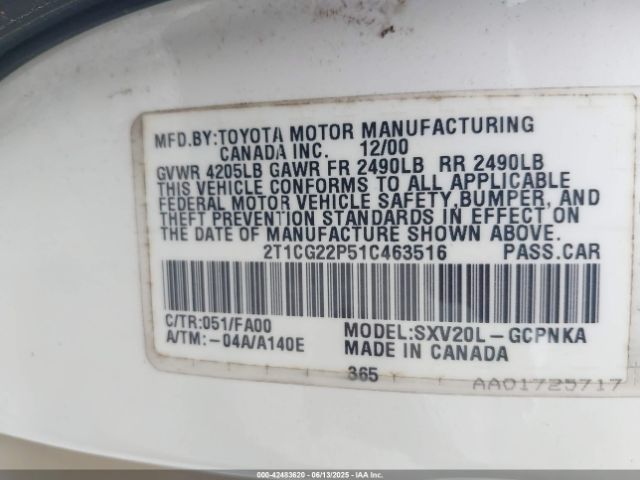 MFD.BY:TOYOTA MOTOR MANUFACTURING
CANADA INC. 12/00
GVWR 4205LB GAWR FR 2490LB RR 2490LB
THIS VEHICLE CONFORMS TO ALL APPLICABLE
FEDERAL MOTOR VEHICLE SAFETY,BUMPER, AND
THEFT PREVENTION STANDARDS IN EFFECT ON
THE DATE OF MANUFACTURE SHOWN ABOVE.
2T1CG22P51C463516 PASS.CAR
C/TR:051/FA00 MODEL:SXV20L-GCPNKA
A/TM:-04A/A140E MADE IN CANADA
365
AA01725717
000-42483620 - 06/13/2025 - IAA Inc.